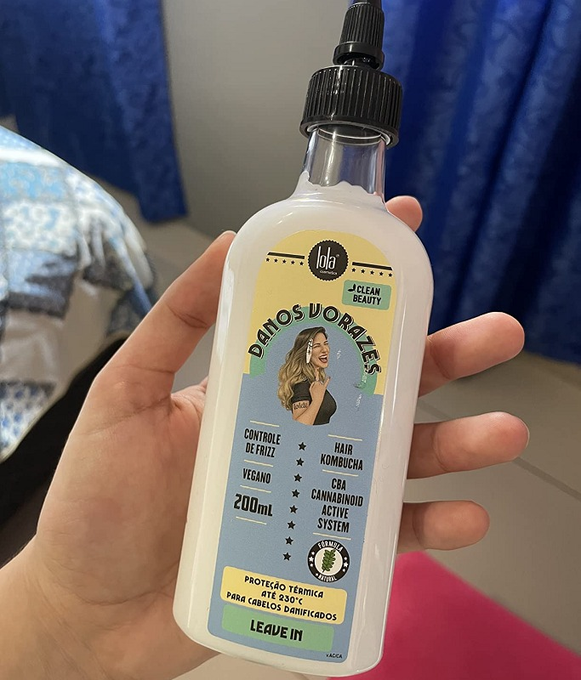 lola
cosmetics
CLEAN
BEAUTY
DANOS VORAZES
CONTROLE
DE FRIZZ
VEGANO
200mL
HAIR
KOMBUCHA
CBA
CANNABINOID
ACTIVE
SYSTEM
FÓRMULA
NATURAL
PROTEÇÃO TÉRMICA
ATÉ 230°C
PARA CABELOS DANIFICADOS
LEAVE IN